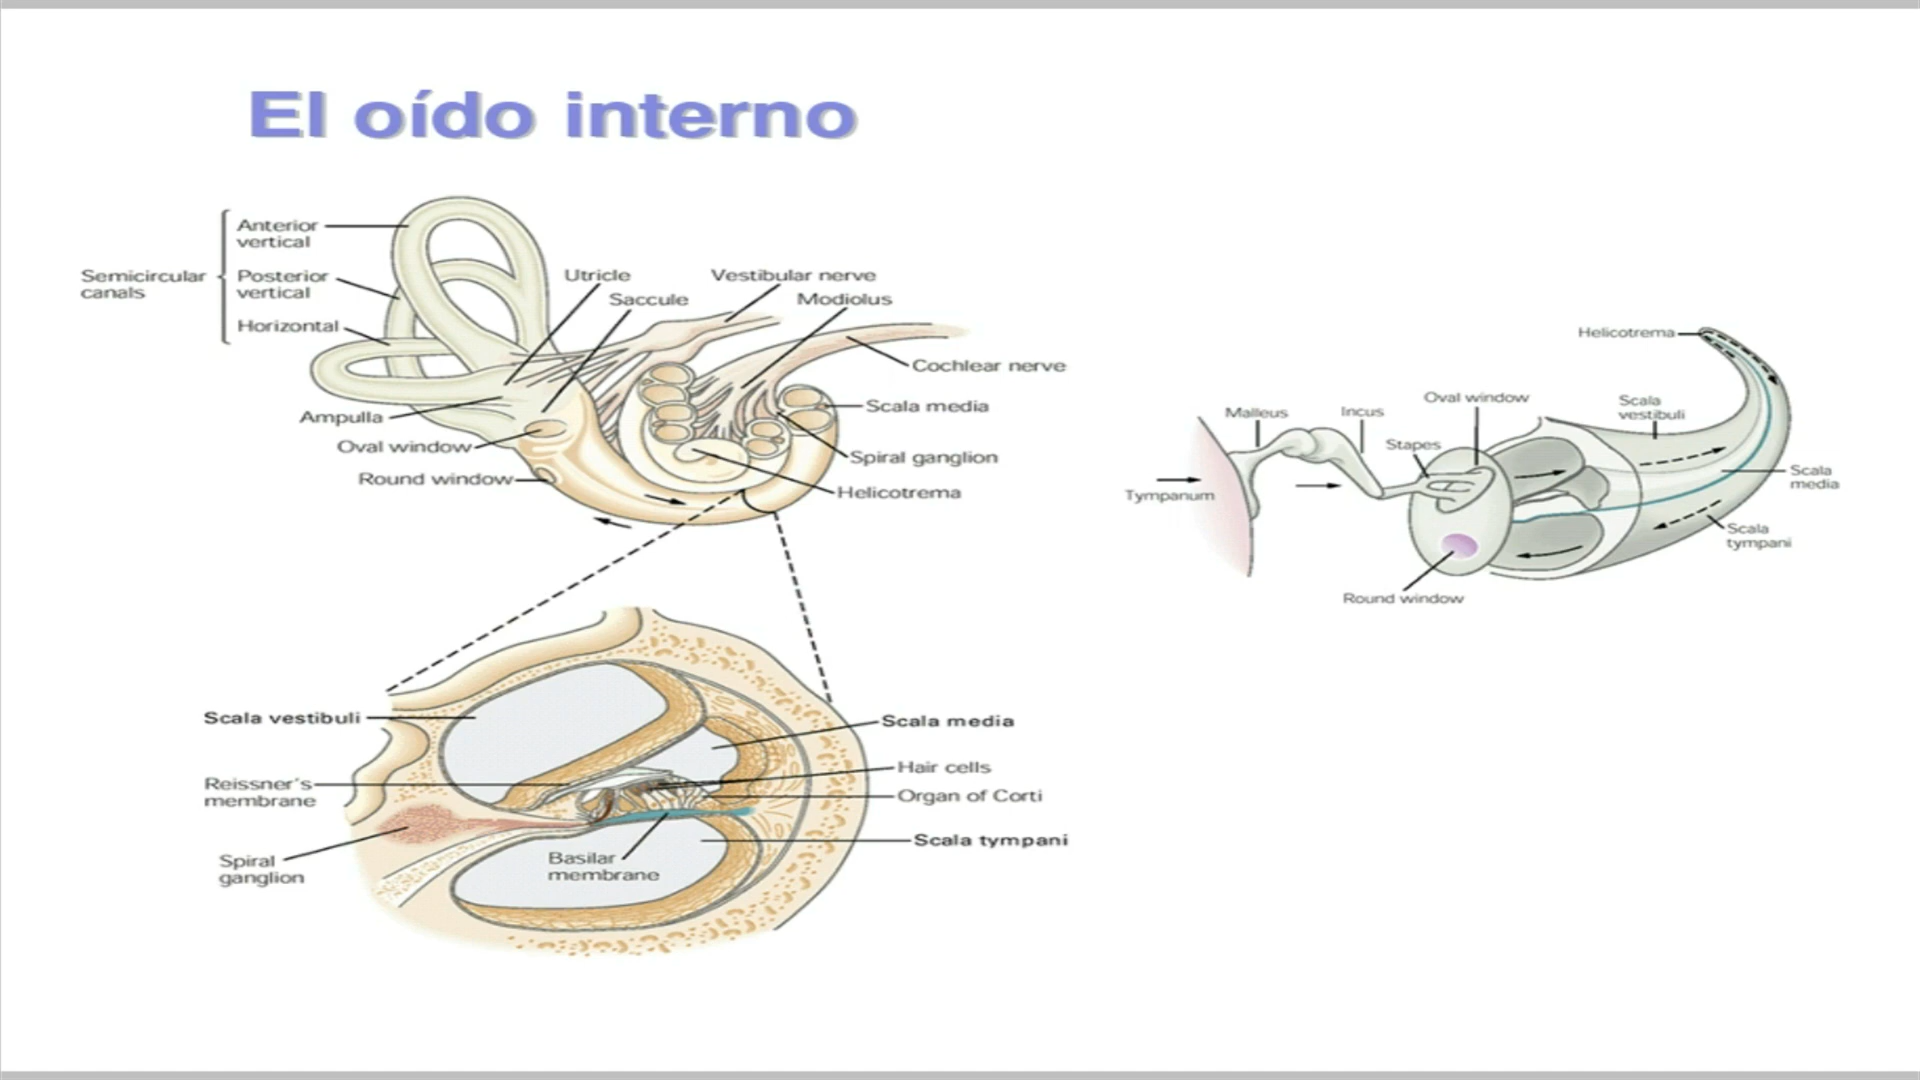 El oído interno
Semicircular
canals
Anterior
vertical
Posterior
vertical
Horizontal
Utricle
Saccule
Vestibular nerve
Modiolus
Cochlear nerve
Scala media
Spiral ganglion
Helicotrema
Ampulla
Oval window
Round window
Scala vestibuli
Reissner's
membrane
Spiral
ganglion
Basilar
membrane
Scala media
Hair cells
Organ of Corti
Scala tympani
Helicotrema
Malleus
Incus
Oval window
Stapes
Scala
vestibuli
Tympanum
Scala
media
Scala
tympani
Round window